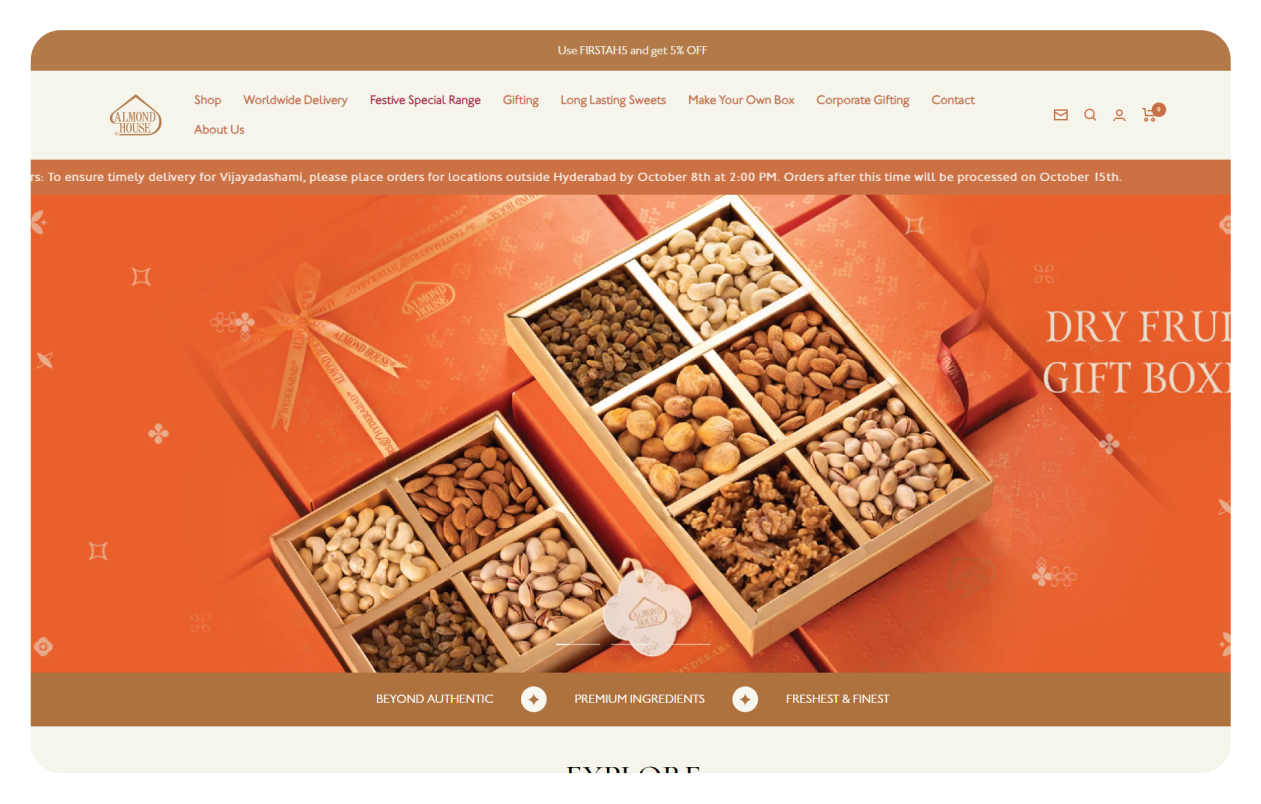 Use FIRSTAH5 and get 5% OFF
Shop Worldwide Delivery Festive Special Range Gifting Long Lasting Sweets Make Your Own Box Corporate Gifting Contact
About Us
ALMOND
HOUSE
0
rs: To ensure timely delivery for Vijayadashami, please place orders for locations outside Hyderabad by October 8th at 2:00 PM. Orders after this time will be processed on October 15th.
ALMOND
HOUSE
ALMOND HOUSE
DRY FRUI
GIFT BOX
ALMOND
HOUSE
BEYOND AUTHENTIC PREMIUM INGREDIENTS FRESHEST & FINEST
EXPLORE